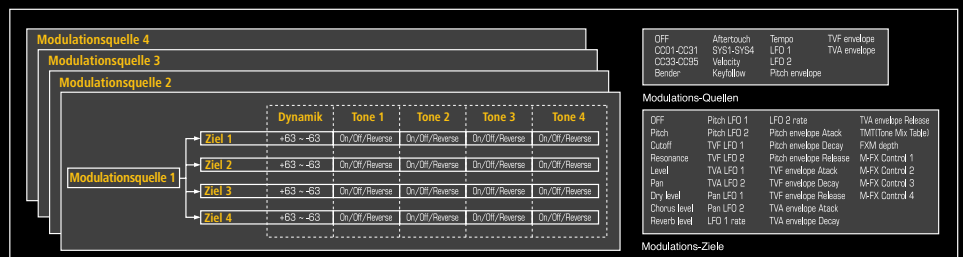 Modulationsquelle 4
Modulationsquelle 3
Modulationsquelle 2
Dynamik Tone 1 Tone 2 Tone 3 Tone 4
Ziel 1 +63 ~ -63 On/Off/Reverse On/Off/Reverse On/Off/Reverse On/Off/Reverse
Ziel 2 +63 ~ -63 On/Off/Reverse On/Off/Reverse On/Off/Reverse On/Off/Reverse
Modulationsquelle 1
Ziel 3 +63 ~ -63 On/Off/Reverse On/Off/Reverse On/Off/Reverse On/Off/Reverse
Ziel 4 +63 ~ -63 On/Off/Reverse On/Off/Reverse On/Off/Reverse On/Off/Reverse
OFF Aftertouch Tempo TVF envelope
CC01-CC31 SYS1-SYS4 LFO 1 TVA envelope
CC33-CC95 Velocity LFO 2
Bender Keyfollow Pitch envelope
Modulations-Quellen
OFF Pitch LFO 1 LFO 2 rate TVA envelope Release
Pitch Pitch LFO 2 Pitch envelope Atack TMT(Tone Mix Table)
Cutoff TVF LFO 1 Pitch envelope Decay FXM depth
Resonance TVF LFO 2 Pitch envelope Release M-FX Control 1
Level TVA LFO 1 TVF envelope Atack M-FX Control 2
Pan TVA LFO 2 TVF envelope Decay M-FX Control 3
Dry level Pan LFO 1 TVF envelope Release M-FX Control 4
Chorus level Pan LFO 2 TVA envelope Atack
Reverb level LFO 1 rate TVA envelope Decay
Modulations-Ziele